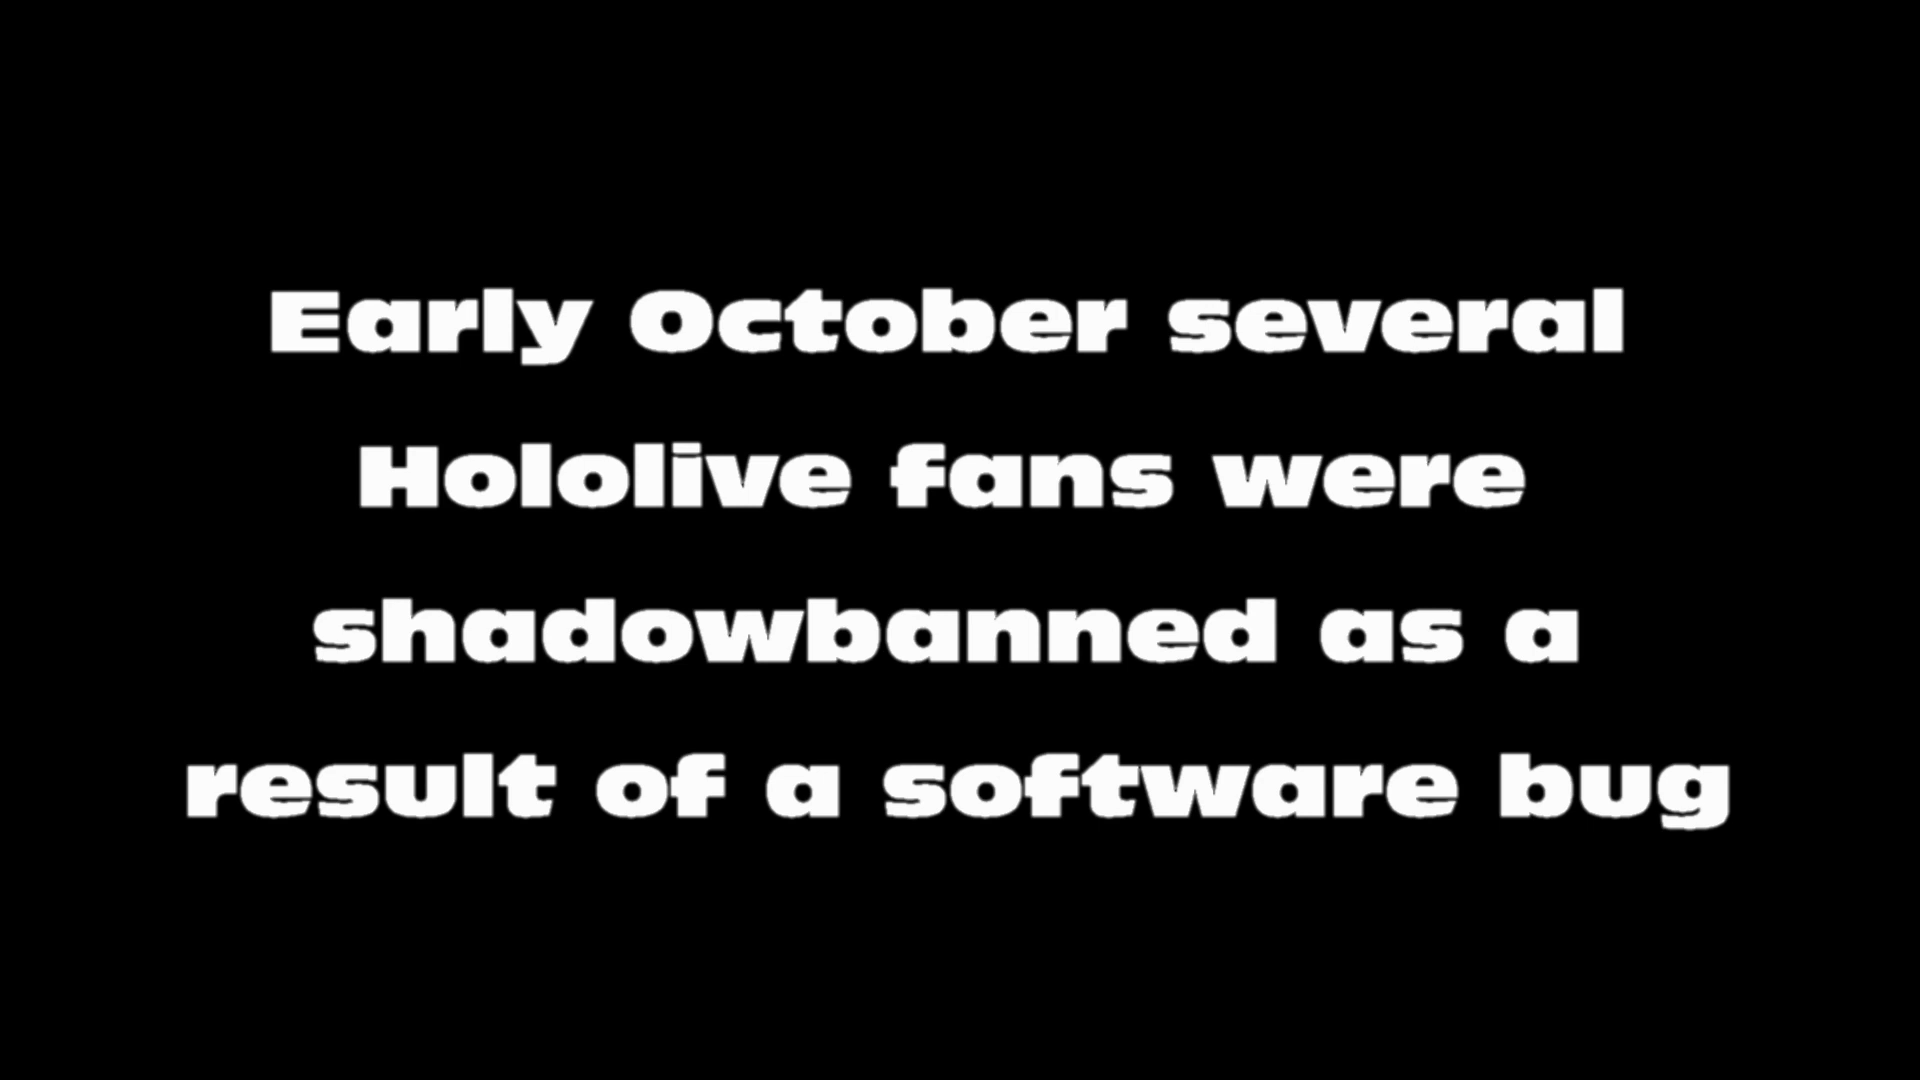 Early October several
Hololive fans were
shadowbanned as a
result of a software bug